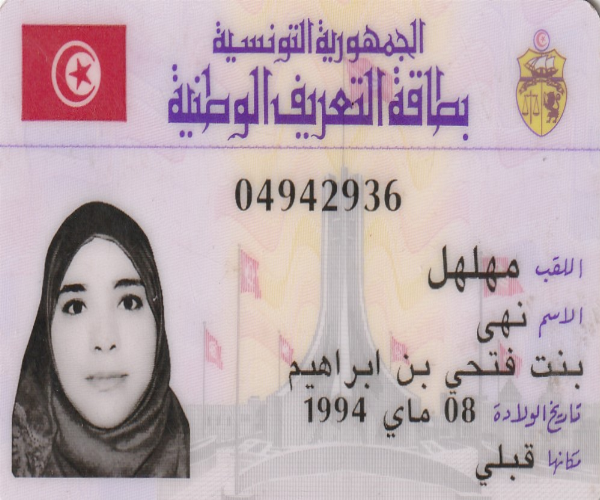 الجمهورية التونسية
بطاقة التعريف الوطنية
04942936
اللقب مهلهل
الاسم نهى
بنت فتحي بن ابراهيم
تاريخ الولادة 08 ماي 1994
مكانها قبلي